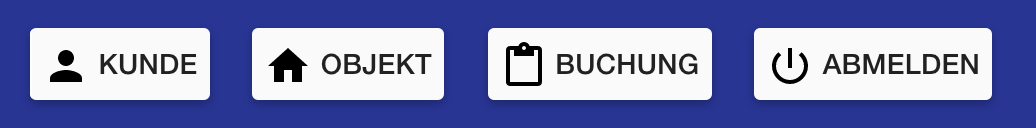 KUNDE OBJEKT BUCHUNG ABMELDEN